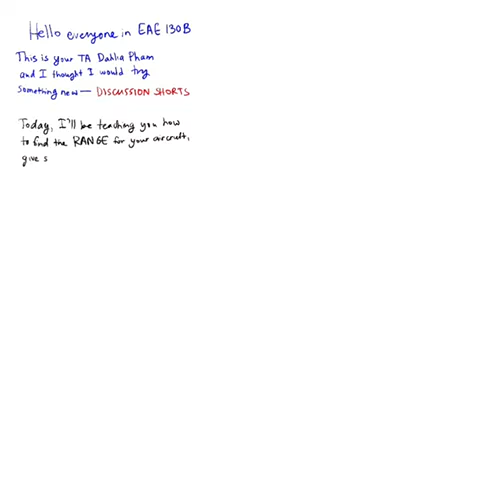 Hello everyone in EAE 130B
This is your TA Dahlia Pham
and I thought I would try
something new — DISCUSSION SHORTS
Today, I'll be teaching you how
to find the RANGE for your aircraft,
give s